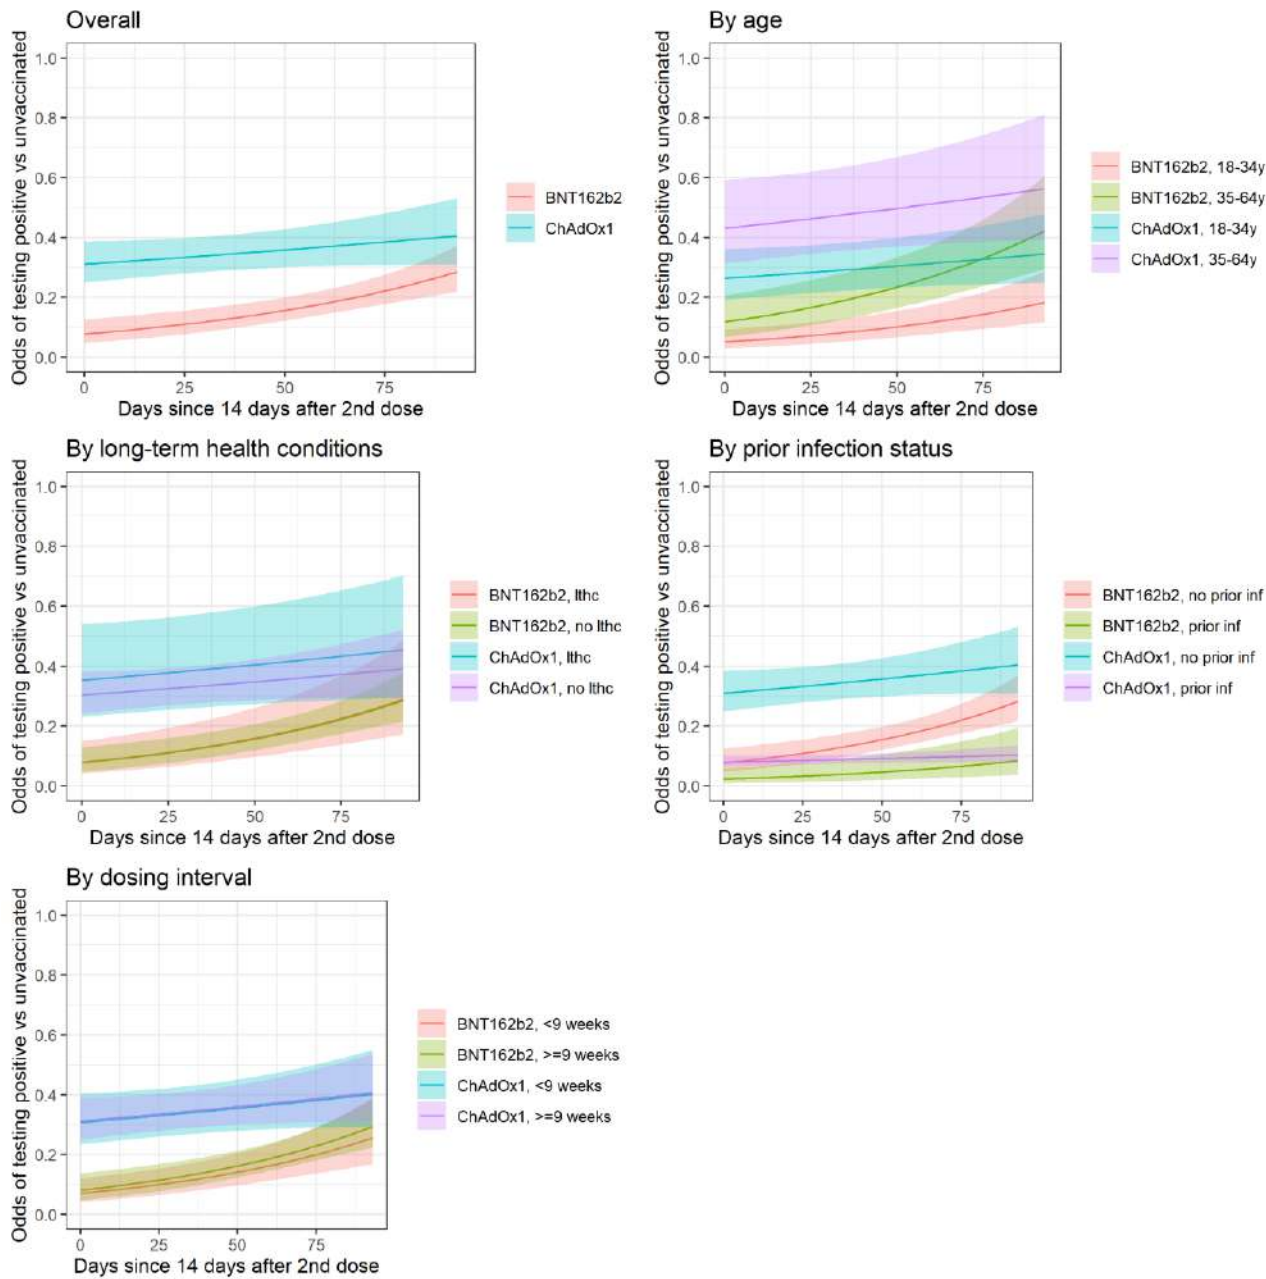 Overall
Odds of testing positive vs unvaccinated
1.0
0.8
0.6
0.4
0.2
0.0
0 25 50 75
Days since 14 days after 2nd dose
BNT162b2
ChAdOx1
By age
Odds of testing positive vs unvaccinated
1.0
0.8
0.6
0.4
0.2
0.0
0 25 50 75
Days since 14 days after 2nd dose
BNT162b2, 18-34y
BNT162b2, 35-64y
ChAdOx1, 18-34y
ChAdOx1, 35-64y
By long-term health conditions
Odds of testing positive vs unvaccinated
1.0
0.8
0.6
0.4
0.2
0.0
0 25 50 75
Days since 14 days after 2nd dose
BNT162b2, lthc
BNT162b2, no lthc
ChAdOx1, lthc
ChAdOx1, no lthc
By prior infection status
Odds of testing positive vs unvaccinated
1.0
0.8
0.6
0.4
0.2
0.0
0 25 50 75
Days since 14 days after 2nd dose
BNT162b2, no prior inf
BNT162b2, prior inf
ChAdOx1, no prior inf
ChAdOx1, prior inf
By dosing interval
Odds of testing positive vs unvaccinated
1.0
0.8
0.6
0.4
0.2
0.0
0 25 50 75
Days since 14 days after 2nd dose
BNT162b2, <9 weeks
BNT162b2, >=9 weeks
ChAdOx1, <9 weeks
ChAdOx1, >=9 weeks